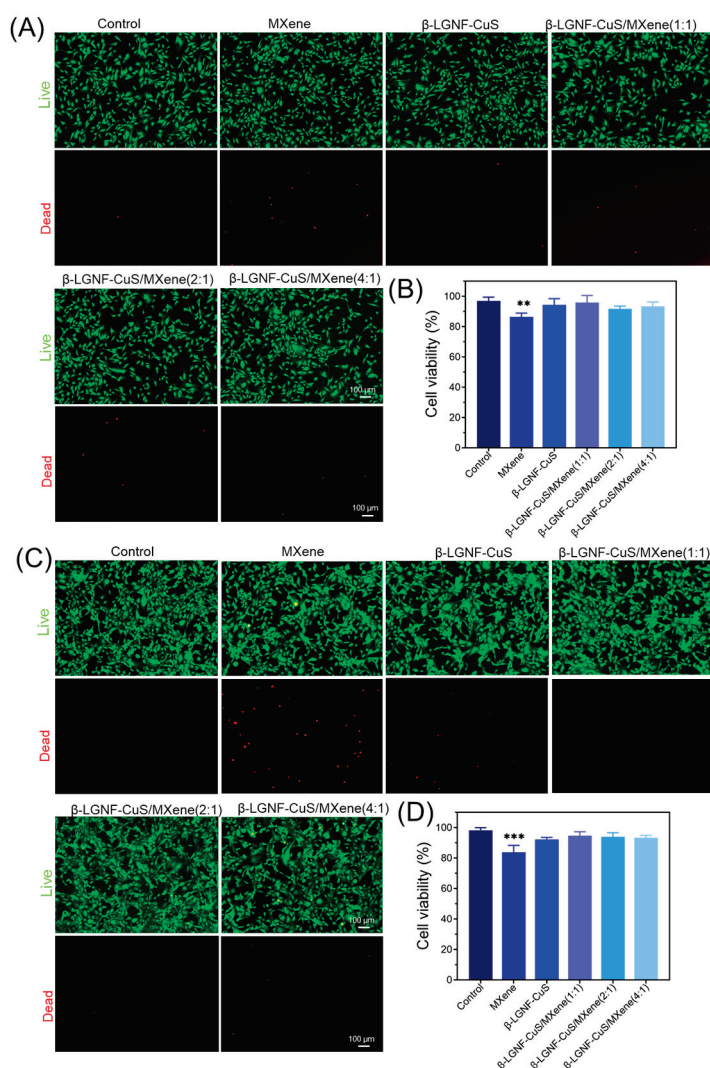 (A)
Control
MXene
β-LGNF-CuS
β-LGNF-CuS/MXene(1:1)
Live
Dead
β-LGNF-CuS/MXene(2:1)
β-LGNF-CuS/MXene(4:1)
Live
100 μm
Dead
100 μm
(B)
Cell viability (%)
100
80
60
40
20
0
**
Control
MXene
β-LGNF-CuS
β-LGNF-CuS/MXene(1:1)
β-LGNF-CuS/MXene(2:1)
β-LGNF-CuS/MXene(4:1)
(C)
Control
MXene
β-LGNF-CuS
β-LGNF-CuS/MXene(1:1)
Live
Dead
β-LGNF-CuS/MXene(2:1)
β-LGNF-CuS/MXene(4:1)
Live
100 μm
Dead
100 μm
(D)
Cell viability (%)
100
80
60
40
20
0
***
Control
MXene
β-LGNF-CuS
β-LGNF-CuS/MXene(1:1)
β-LGNF-CuS/MXene(2:1)
β-LGNF-CuS/MXene(4:1)